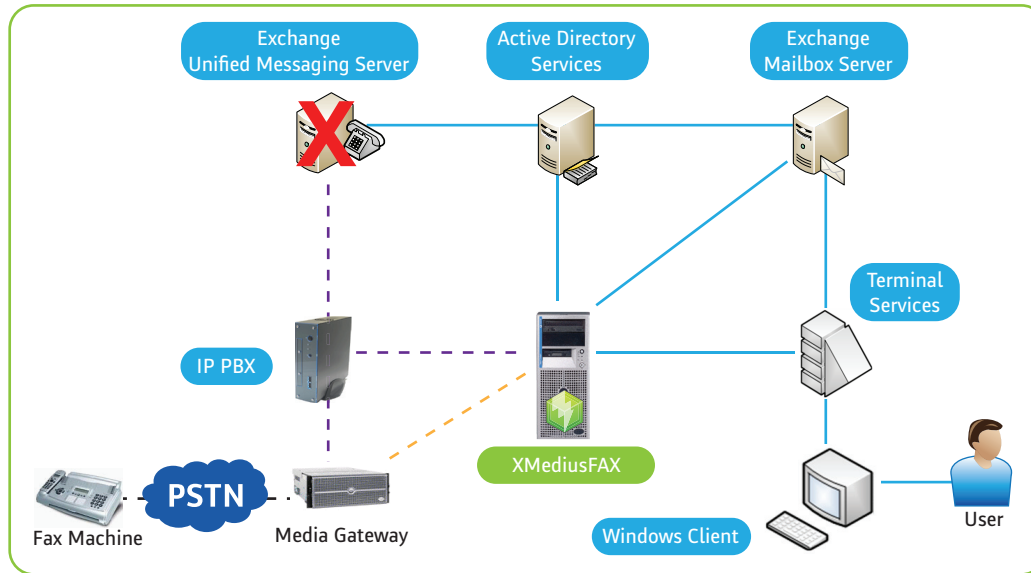 Exchange
Unified Messaging Server
Active Directory
Services
Exchange
Mailbox Server
X
Terminal
Services
IP PBX
XMediusFAX
PSTN
Fax Machine
Media Gateway
Windows Client
User